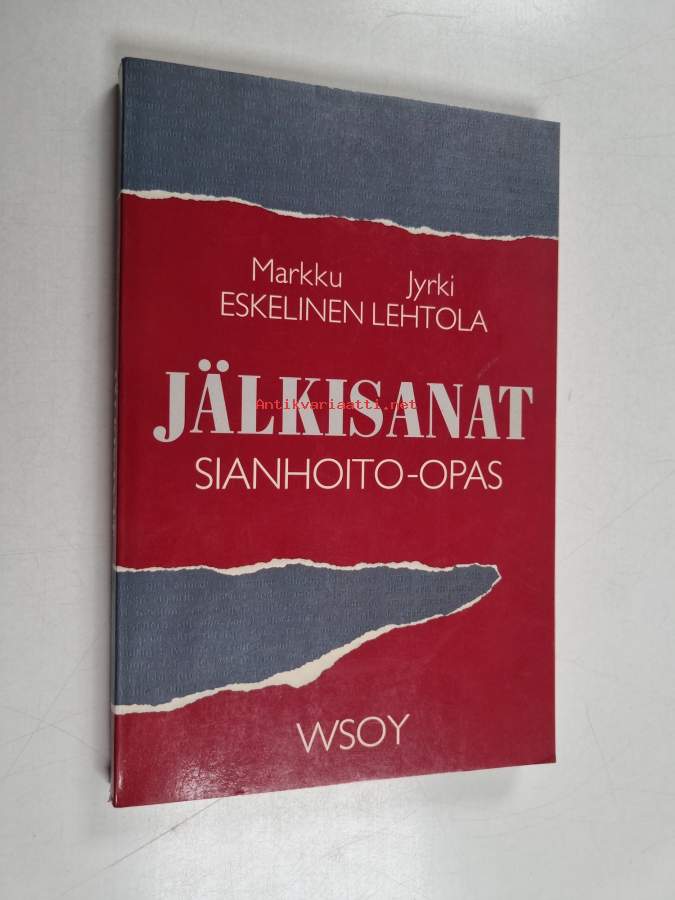 Markku Jyrki
ESKELINEN LEHTOLA
JÄLKISANAT
Antikvariaatti.net
SIANHOITO-OPAS
WSOY